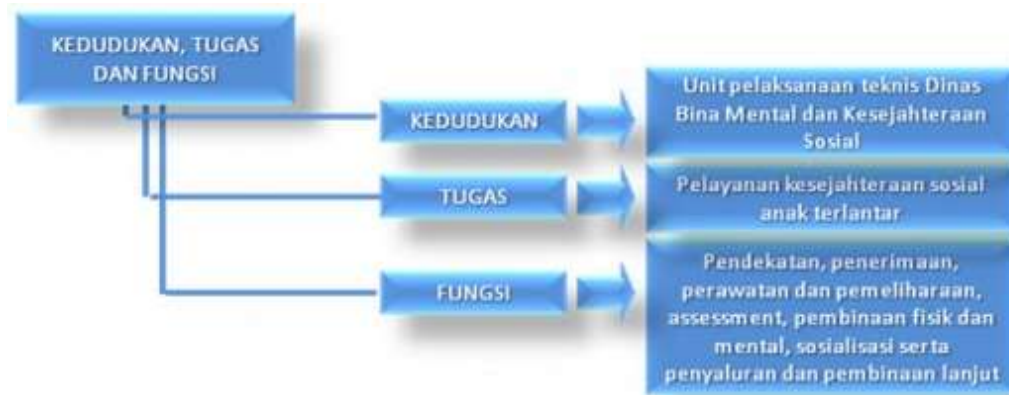 KEDUDUKAN, TUGAS
DAN FUNGSI
KEDUDUKAN
Unit pelaksanaan teknis Dinas
Bina Mental dan Kesejahteraan
Sosial
TUGAS
Pelayanan kesejahteraan sosial
anak terlantar
FUNGSI
Pendekatan, penerimaan,
perawatan dan pemeliharaan,
assessment, pembinaan fisik dan
mental, sosialisasi serta
penyaluran dan pembinaan lanjut